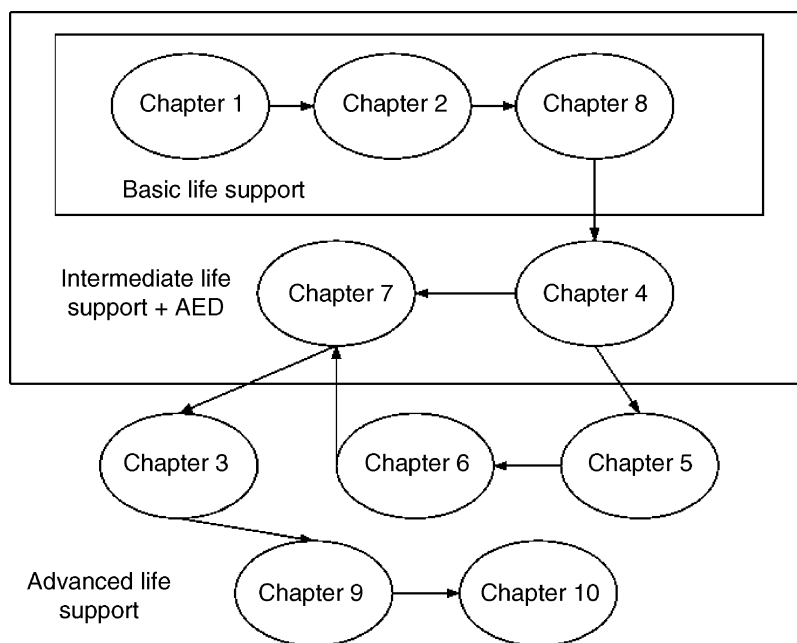 Chapter 1
Chapter 2
Chapter 8
Basic life support
Intermediate life
support + AED
Chapter 7
Chapter 4
Chapter 3
Chapter 6
Chapter 5
Advanced life
support
Chapter 9
Chapter 10